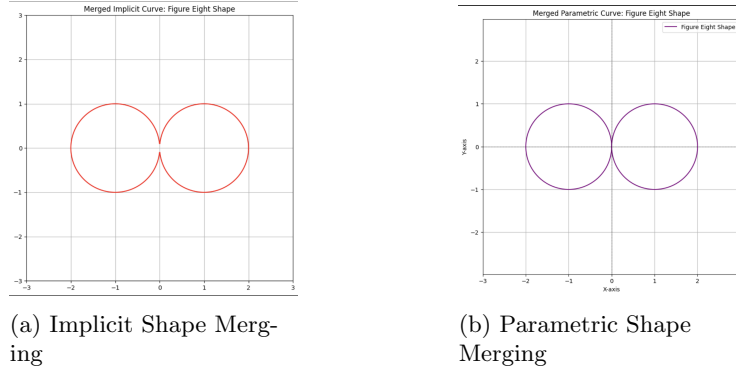 Merged Implicit Curve: Figure Eight Shape
3
2
1
0
−1
−2
−3
−3 −2 −1 0 1 2 3
(a) Implicit Shape Merg-
ing
Merged Parametric Curve: Figure Eight Shape
Figure Eight Shape
Y-axis
2
1
0
−1
−2
−3 −2 −1 0 1 2
X-axis
(b) Parametric Shape
Merging